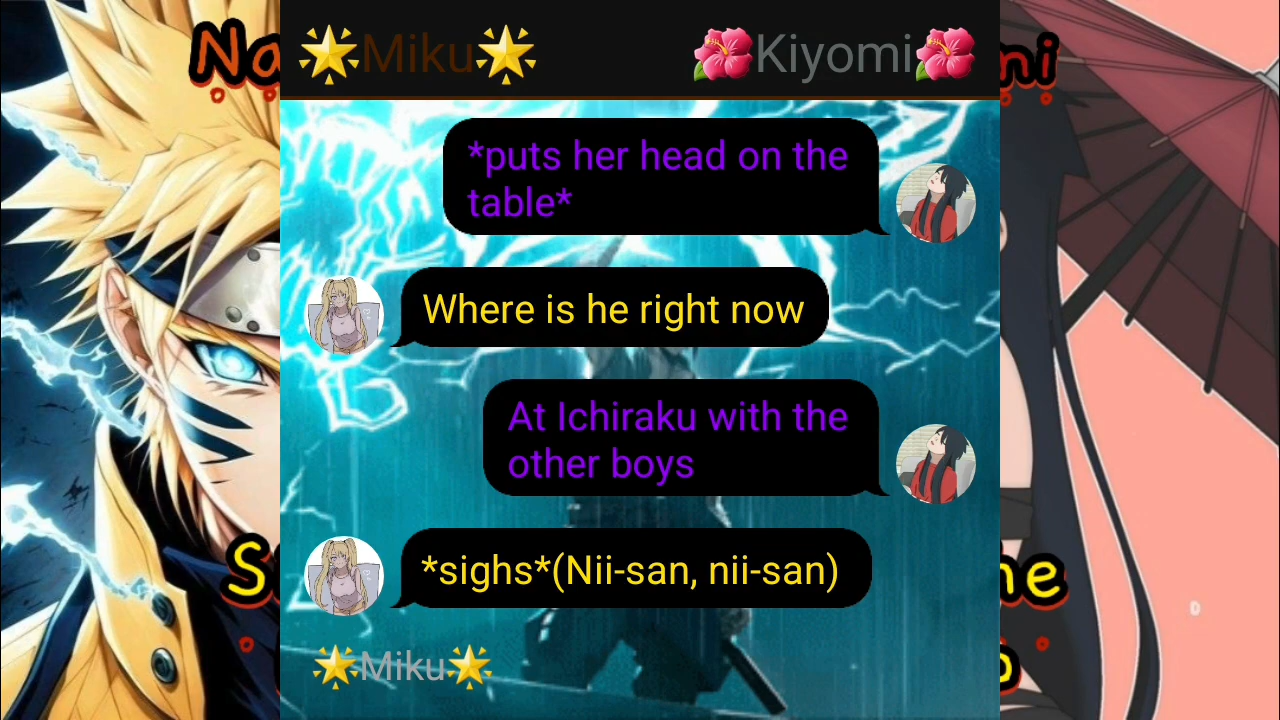 🌟Miku🌟 🌺Kiyomi🌺
*puts her head on the
table*
Where is he right now
At Ichiraku with the
other boys
*sighs*(Nii-san, nii-san)
🌟Miku🌟